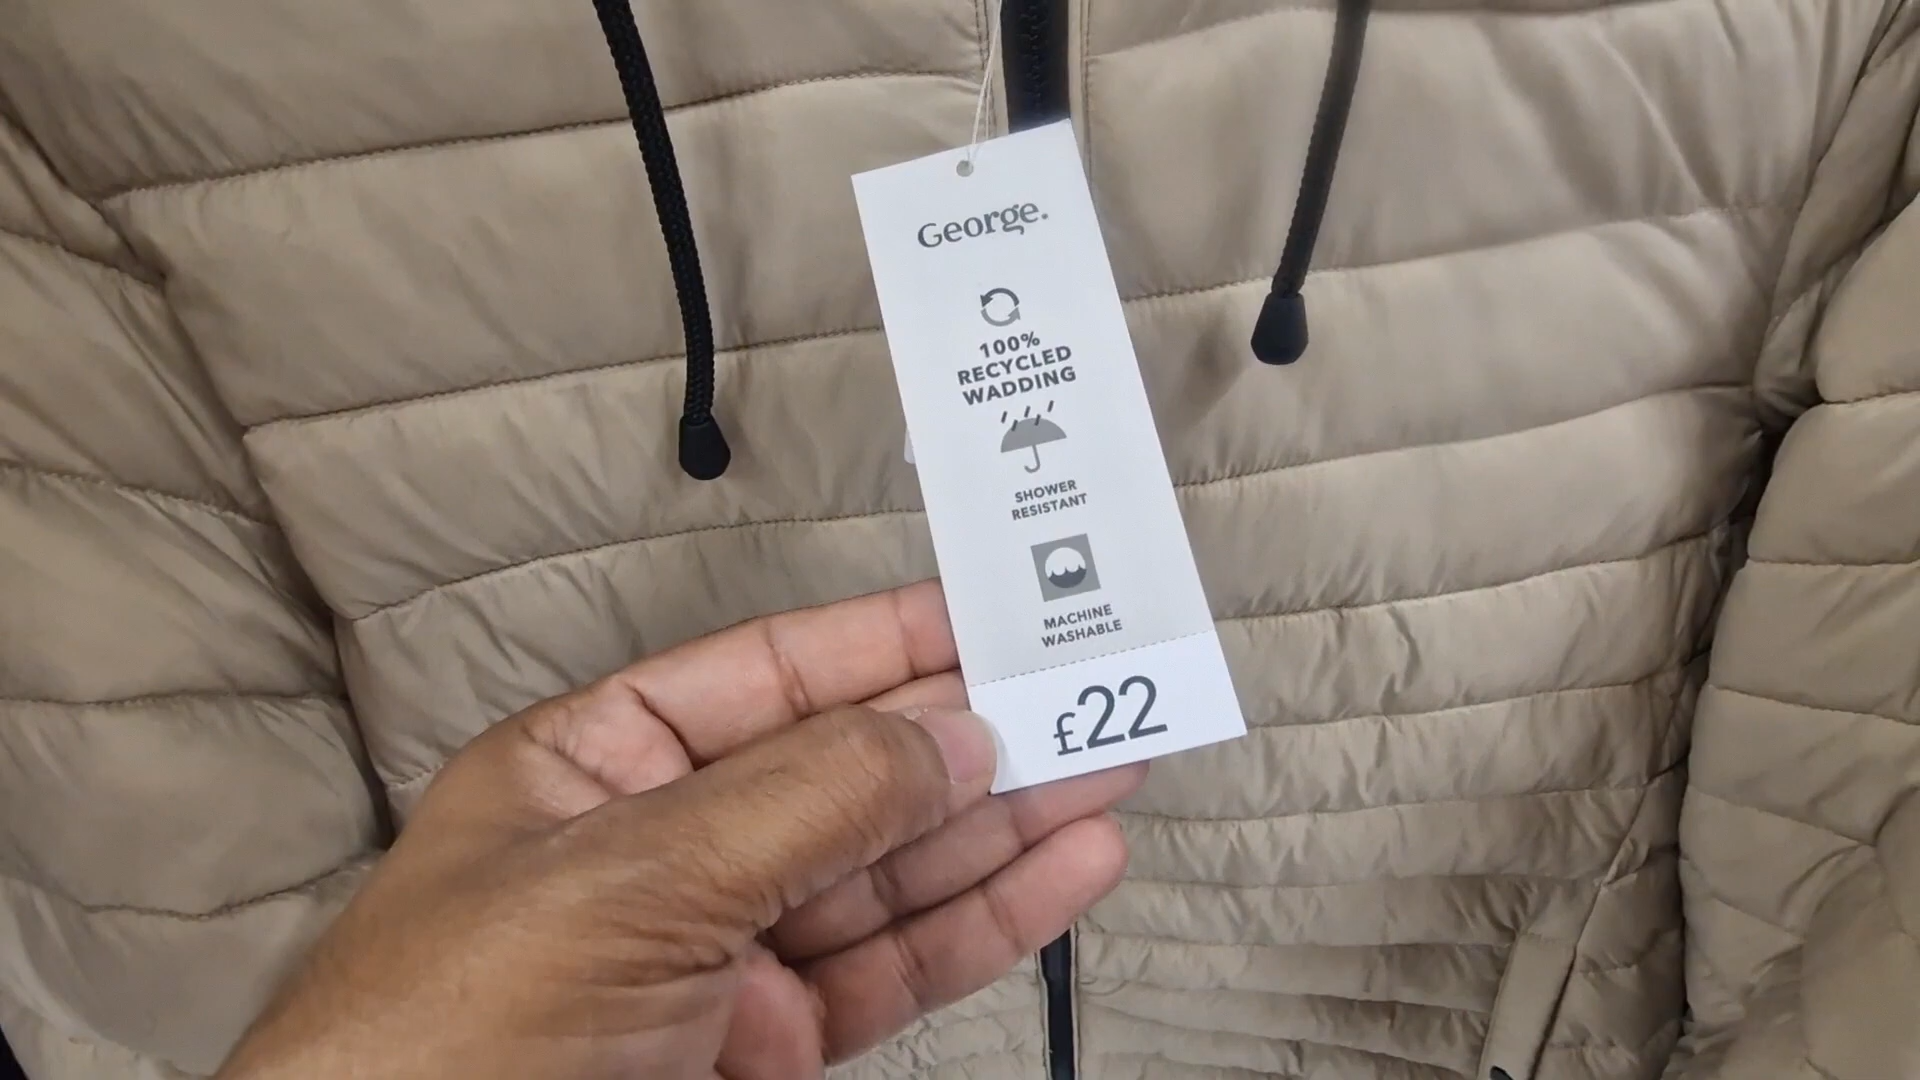 George.
100%
RECYCLED
WADDING
SHOWER
RESISTANT
MACHINE
WASHABLE
£22